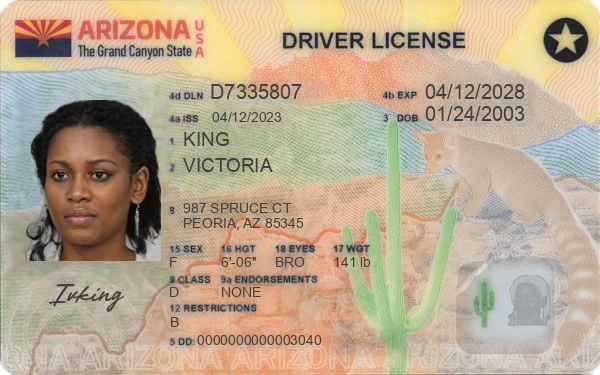 ARIZONA USA
The Grand Canyon State
DRIVER LICENSE
4d DLN D7335807
4b EXP 04/12/2028
4a ISS 04/12/2023
3 DOB 01/24/2003
1 KING
2 VICTORIA
8 987 SPRUCE CT
PEORIA, AZ 85345
15 SEX 16 HGT 18 EYES 17 WGT
F 6'-06" BRO 141 lb
9 CLASS 9a ENDORSEMENTS
D NONE
12 RESTRICTIONS
B
5 DD: 0000000000003040
Ivking
ARIZONA ARIZONA ARIZONA ARIZONA